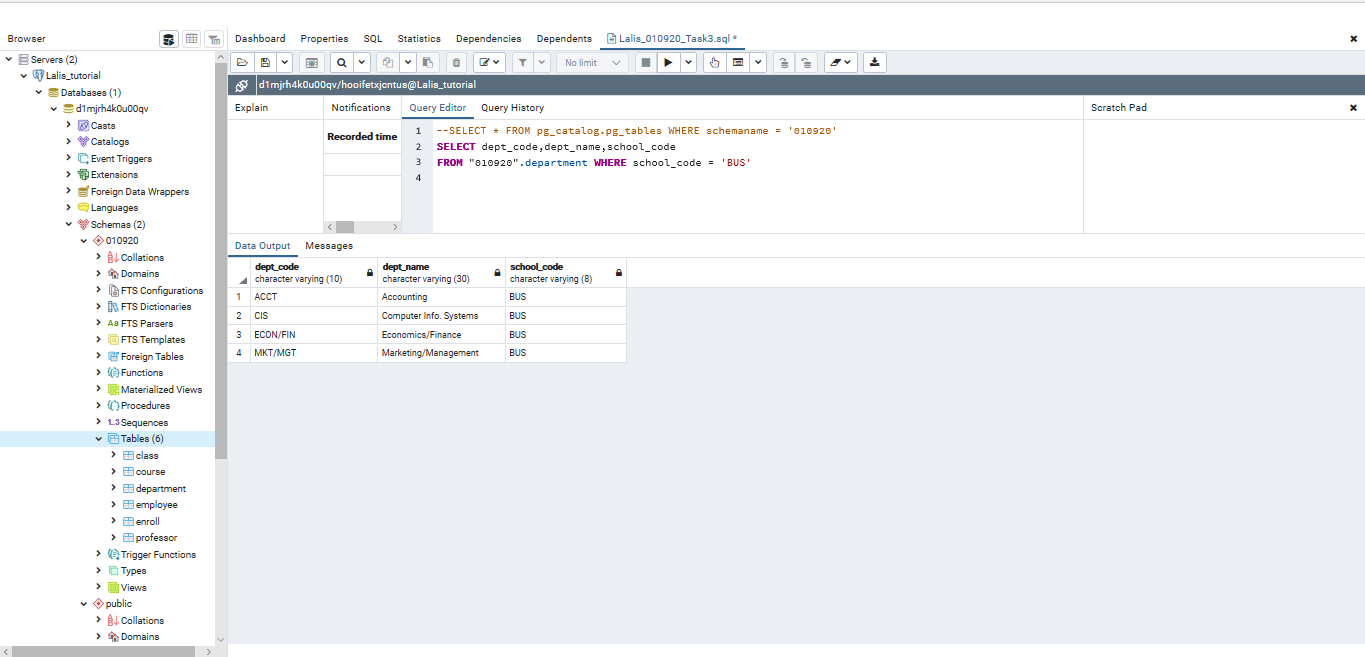 Browser
Servers (2)
Lalis_tutorial
Databases (1)
d1mjrh4k0u00qv
Casts
Catalogs
Event Triggers
Extensions
Foreign Data Wrappers
Languages
Schemas (2)
010920
Collations
Domains
FTS Configurations
FTS Dictionaries
FTS Parsers
FTS Templates
Foreign Tables
Functions
Materialized Views
Procedures
1..3 Sequences
Tables (6)
class
course
department
employee
enroll
professor
Trigger Functions
Types
Views
public
Collations
Domains
Dashboard Properties SQL Statistics Dependencies Dependents Lalis_010920_Task3.sql *
No limit
d1mjrh4k0u00qv/hooifetxjcntus@Lalis_tutorial
Explain Notifications Query Editor Query History Scratch Pad
Recorded time
1 --SELECT * FROM pg_catalog.pg_tables WHERE schemaname = '010920'
2 SELECT dept_code,dept_name,school_code
3 FROM "010920".department WHERE school_code = 'BUS'
4
Data Output Messages
dept_code dept_name school_code
character varying (10) character varying (30) character varying (8)
1 ACCT Accounting BUS
2 CIS Computer Info. Systems BUS
3 ECON/FIN Economics/Finance BUS
4 MKT/MGT Marketing/Management BUS